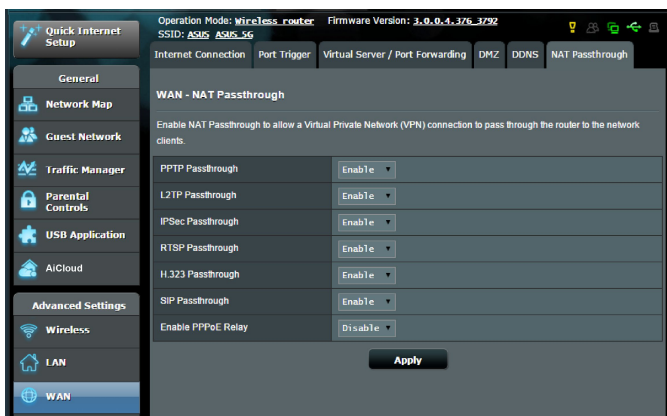 Quick Internet
Setup
Operation Mode: Wireless router Firmware Version: 3.0.0.4.376_3792
SSID: ASUS ASUS_5G
Internet Connection Port Trigger Virtual Server / Port Forwarding DMZ DDNS NAT Passthrough
General
Network Map
Guest Network
Traffic Manager
Parental
Controls
USB Application
AiCloud
Advanced Settings
Wireless
LAN
WAN
WAN - NAT Passthrough
Enable NAT Passthrough to allow a Virtual Private Network (VPN) connection to pass through the router to the network
clients.
PPTP Passthrough Enable
L2TP Passthrough Enable
IPSec Passthrough Enable
RTSP Passthrough Enable
H.323 Passthrough Enable
SIP Passthrough Enable
Enable PPPoE Relay Disable
Apply